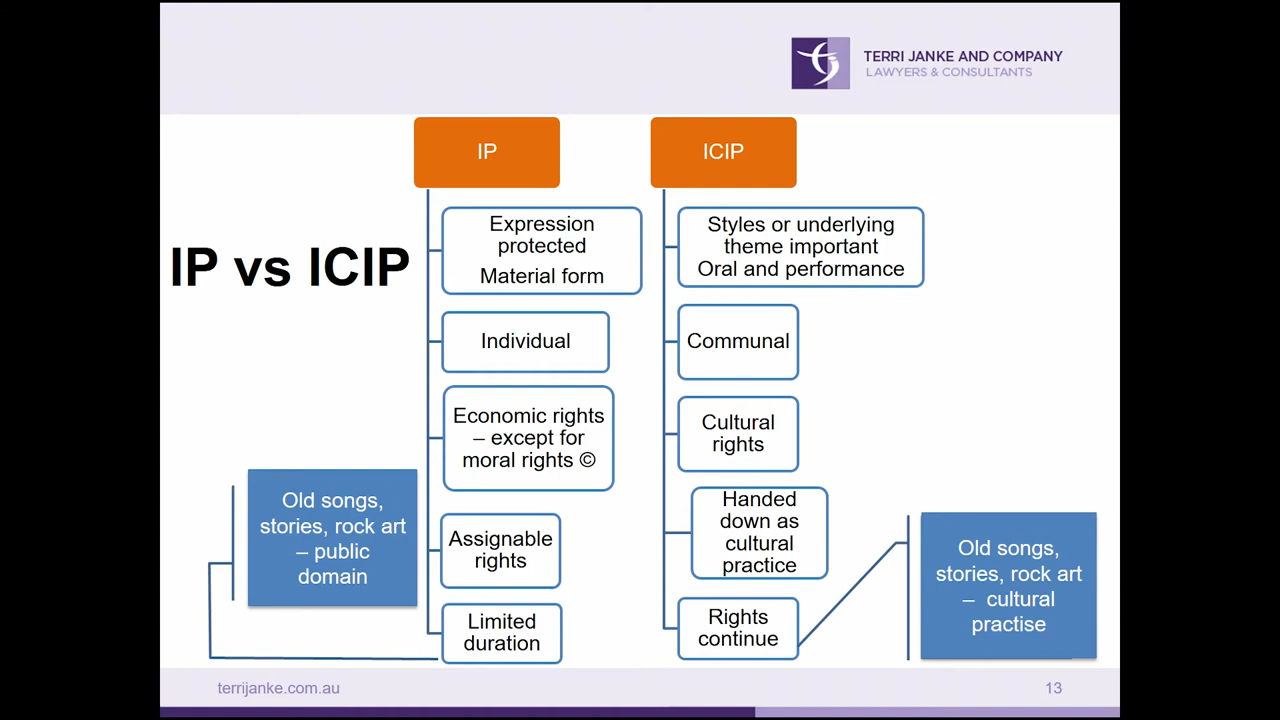 TERRI JANKE AND COMPANY
LAWYERS & CONSULTANTS
IP vs ICIP
IP
Expression
protected
Material form
Individual
Economic rights
– except for
moral rights ©
Assignable
rights
Limited
duration
Old songs,
stories, rock art
– public
domain
ICIP
Styles or underlying
theme important
Oral and performance
Communal
Cultural
rights
Handed
down as
cultural
practice
Rights
continue
Old songs,
stories, rock art
– cultural
practise
terrijanke.com.au
13